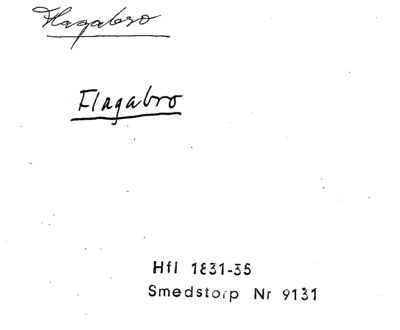 Flagabro
Flagabro
Hfl 1831-35
Smedstorp Nr 9131